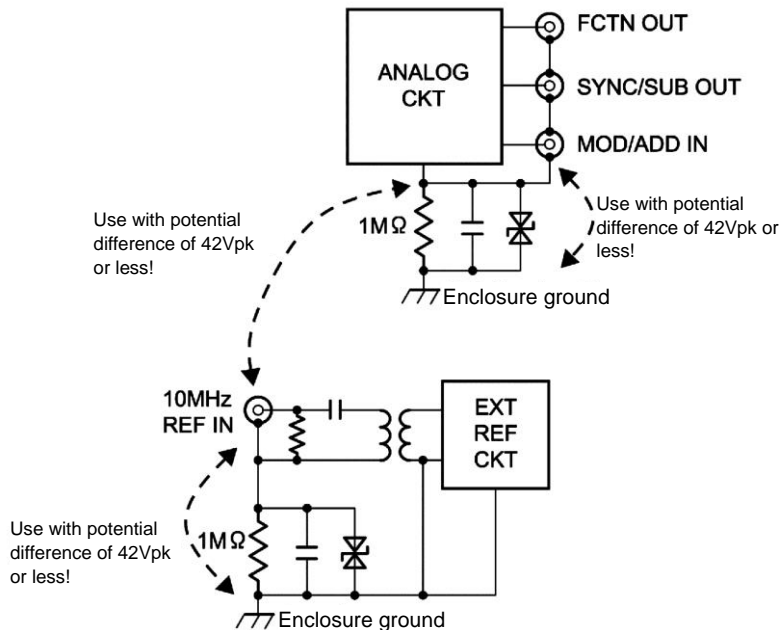 FCTN OUT
ANALOG
CKT
SYNC/SUB OUT
MOD/ADD IN
Use with potential
difference of 42Vpk
or less!
1MΩ
Use with potential
difference of 42Vpk or
less!
Enclosure ground
10MHz
REF IN
EXT
REF
CKT
Use with potential
difference of 42Vpk
or less!
1MΩ
Enclosure ground